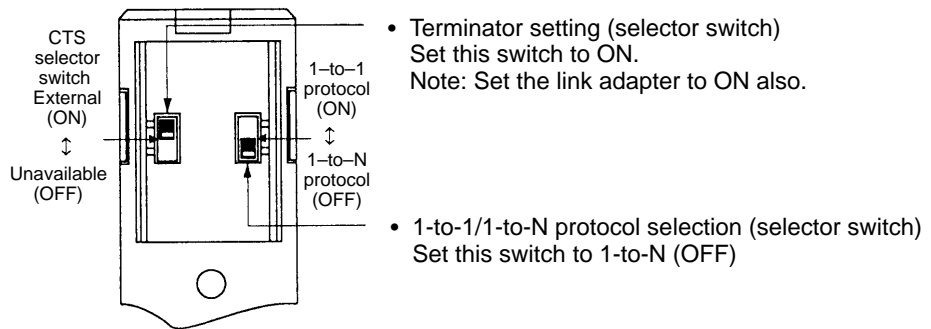 CTS
selector
switch
External
(ON)
↕
Unavailable
(OFF)
1–to–1
protocol
(ON)
↕
1–to–N
protocol
(OFF)
• Terminator setting (selector switch)
Set this switch to ON.
Note: Set the link adapter to ON also.
• 1-to-1/1-to-N protocol selection (selector switch)
Set this switch to 1-to-N (OFF)